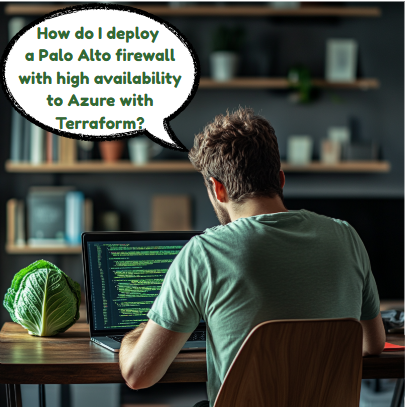 How do I deploy
a Palo Alto firewall
with high availability
to Azure with
Terraform?